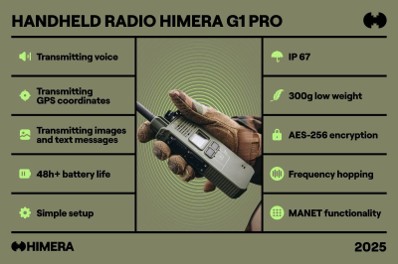 HANDHELD RADIO HIMERA G1 PRO
Transmitting voice
Transmitting
GPS coordinates
Transmitting images
and text messages
48h+ battery life
Simple setup
IP 67
300g low weight
AES-256 encryption
Frequency hopping
MANET functionality
HIMERA
2025